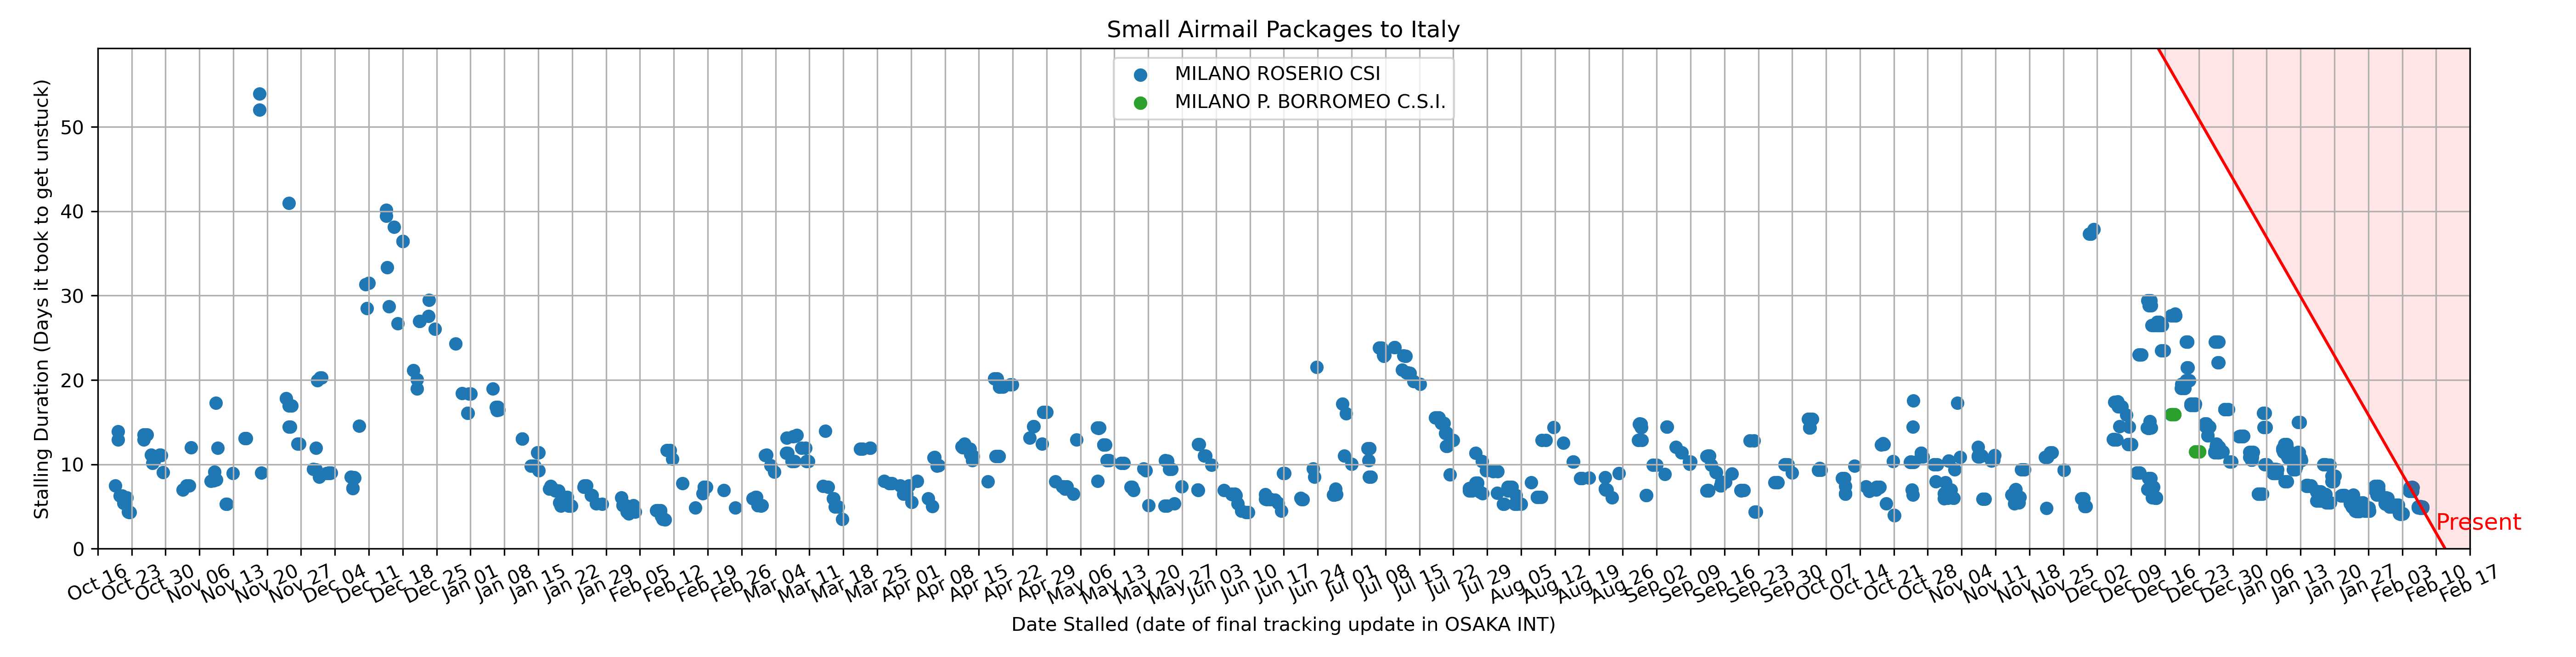 Small Airmail Packages to Italy
MILANO ROSERIO CSI
MILANO P. BORROMEO C.S.I.
Stalling Duration (Days it took to get unstuck)
50
40
30
20
10
0
Present
Oct 16 Oct 23 Oct 30 Nov 06 Nov 13 Nov 20 Nov 27 Dec 04 Dec 11 Dec 18 Dec 25 Jan 01 Jan 08 Jan 15 Jan 22 Jan 29 Feb 05 Feb 12 Feb 19 Feb 26 Mar 04 Mar 11 Mar 18 Mar 25 Apr 01 Apr 08 Apr 15 Apr 22 Apr 29 May 06 May 13 May 20 May 27 Jun 03 Jun 10 Jun 17 Jun 24 Jul 01 Jul 08 Jul 15 Jul 22 Jul 29 Aug 05 Aug 12 Aug 19 Aug 26 Sep 02 Sep 09 Sep 16 Sep 23 Sep 30 Oct 07 Oct 14 Oct 21 Oct 28 Nov 04 Nov 11 Nov 18 Nov 25 Dec 02 Dec 09 Dec 16 Dec 23 Dec 30 Jan 06 Jan 13 Jan 20 Jan 27 Feb 03 Feb 10 Feb 17
Date Stalled (date of final tracking update in OSAKA INT)